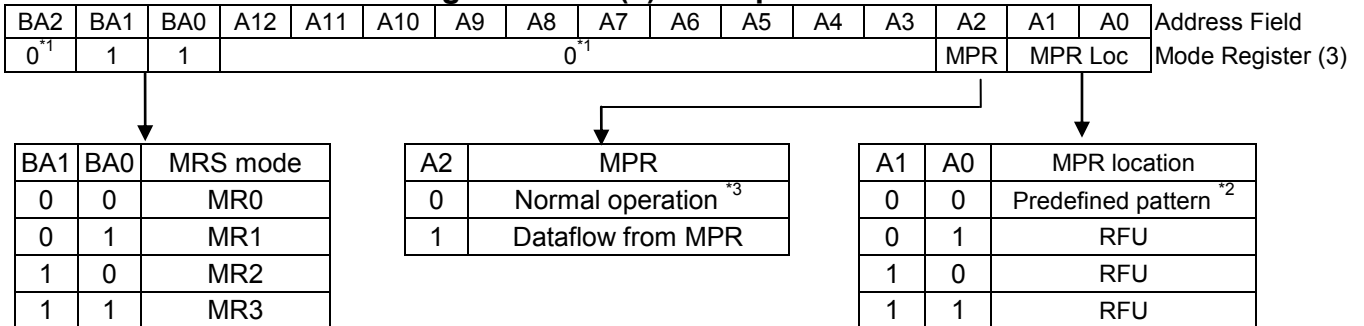 BA2 BA1 BA0 A12 A11 A10 A9 A8 A7 A6 A5 A4 A3 A2 A1 A0 Address Field
0*1 1 1 0*1 MPR MPR Loc Mode Register (3)
BA1 BA0 MRS mode
0 0 MR0
0 1 MR1
1 0 MR2
1 1 MR3
A2 MPR
0 Normal operation *3
1 Dataflow from MPR
A1 A0 MPR location
0 0 Predefined pattern *2
0 1 RFU
1 0 RFU
1 1 RFU